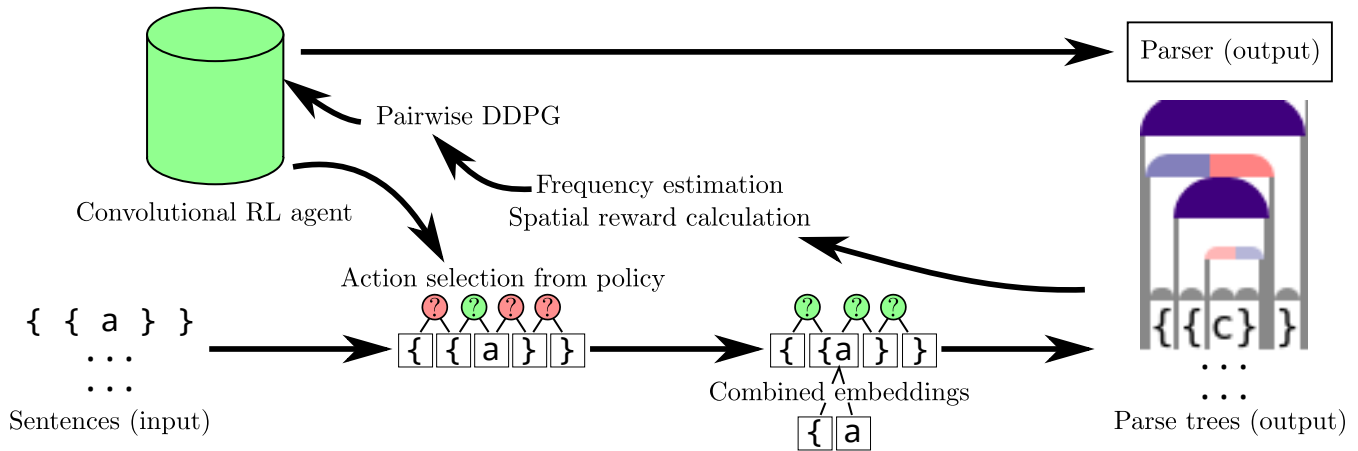 Parser (output)
Pairwise DDPG
Frequency estimation
Spatial reward calculation
Convolutional RL agent
Action selection from policy
? ? ? ?
? ? ?
{ { a } }
{ { a } }
{ {a } }
{ { c } }
. . .
. . .
. . .
. . .
Combined embeddings
Sentences (input)
Parse trees (output)
{ a